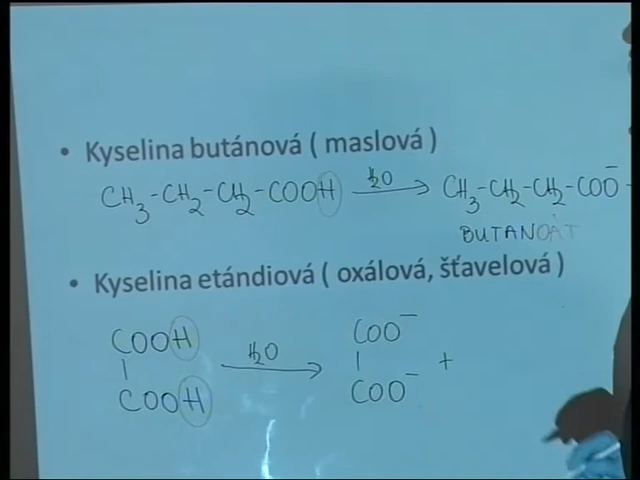 • Kyselina butánová ( maslová )
CH₃-CH₂-CH₂-COOH H₂O → CH₃-CH₂-CH₂-COO⁻
BUTANOÁT
• Kyselina etándiová ( oxálová, šťavelová )
COOH COO⁻
| H₂O → | +
COOH COO⁻